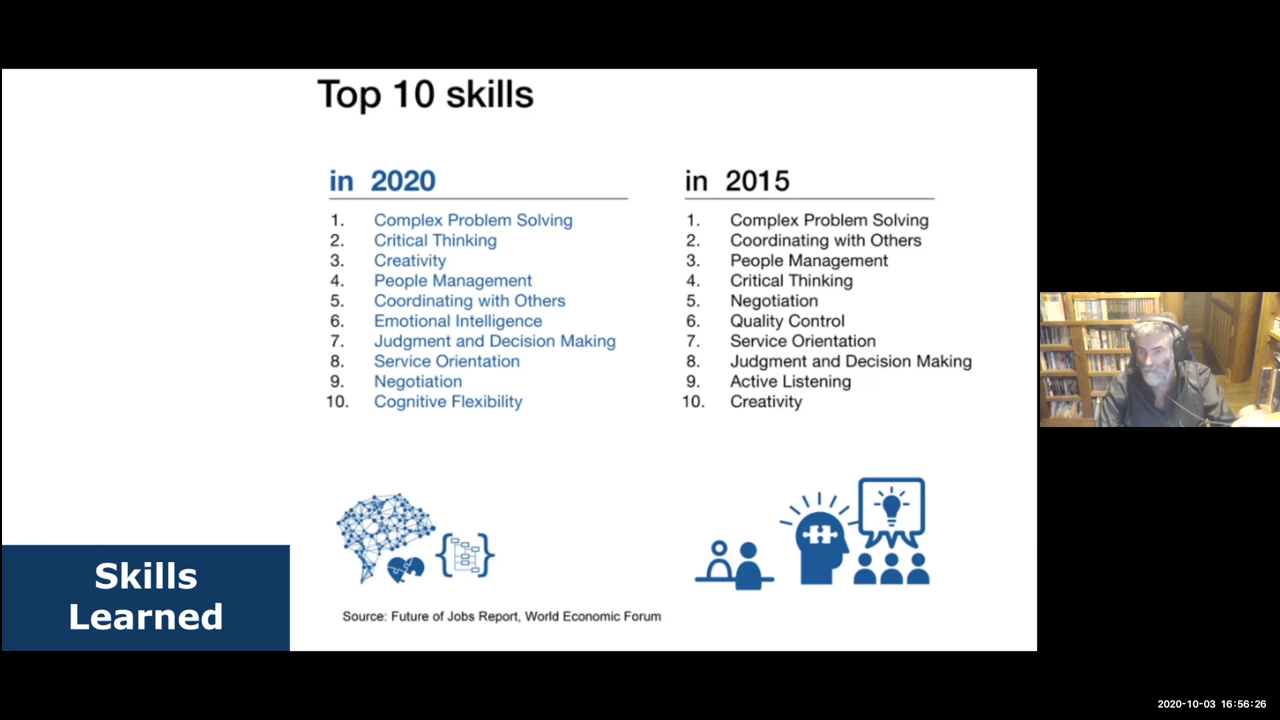 Top 10 skills
in 2020
1. Complex Problem Solving
2. Critical Thinking
3. Creativity
4. People Management
5. Coordinating with Others
6. Emotional Intelligence
7. Judgment and Decision Making
8. Service Orientation
9. Negotiation
10. Cognitive Flexibility
in 2015
1. Complex Problem Solving
2. Coordinating with Others
3. People Management
4. Critical Thinking
5. Negotiation
6. Quality Control
7. Service Orientation
8. Judgment and Decision Making
9. Active Listening
10. Creativity
Skills
Learned
Source: Future of Jobs Report, World Economic Forum
2020-10-03 16:56:26